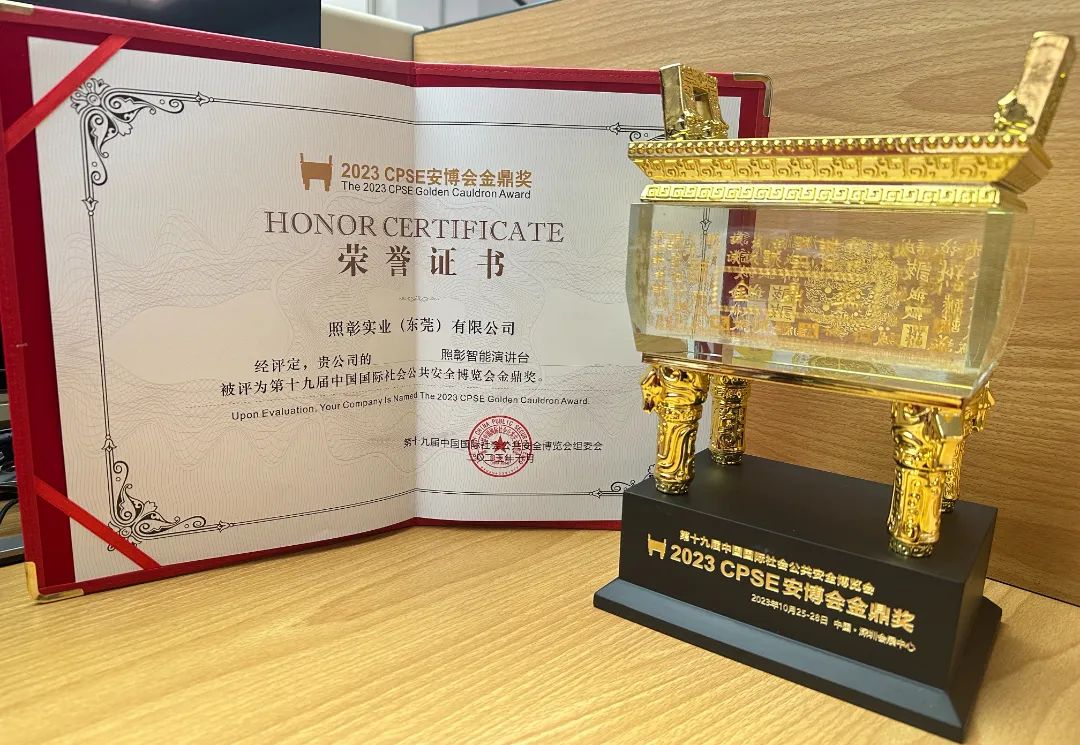 2023 CPSE安博会金鼎奖
The 2023 CPSE Golden Cauldron Award
HONOR CERTIFICATE
荣誉证书
照彰实业（东莞）有限公司
经评定，贵公司的 照彰智能演讲台
被评为第十九届中国国际社会公共安全博览会金鼎奖。
Upon Evaluation, Your Company Is Named The 2023 CPSE Golden Cauldron Award.
第十九届中国国际社会公共安全博览会组委会
第十九届中国国际社会公共安全博览会
2023 CPSE安博会金鼎奖
2023年10月25-28日 中国·深圳会展中心